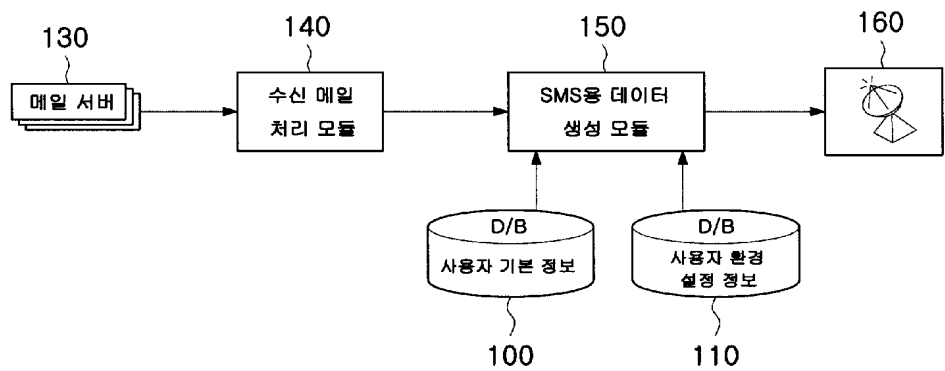 130
140
150
160
메일 서버
수신 메일
처리 모듈
SMS용 데이터
생성 모듈
D/B
사용자 기본 정보
D/B
사용자 환경
설정 정보
100
110